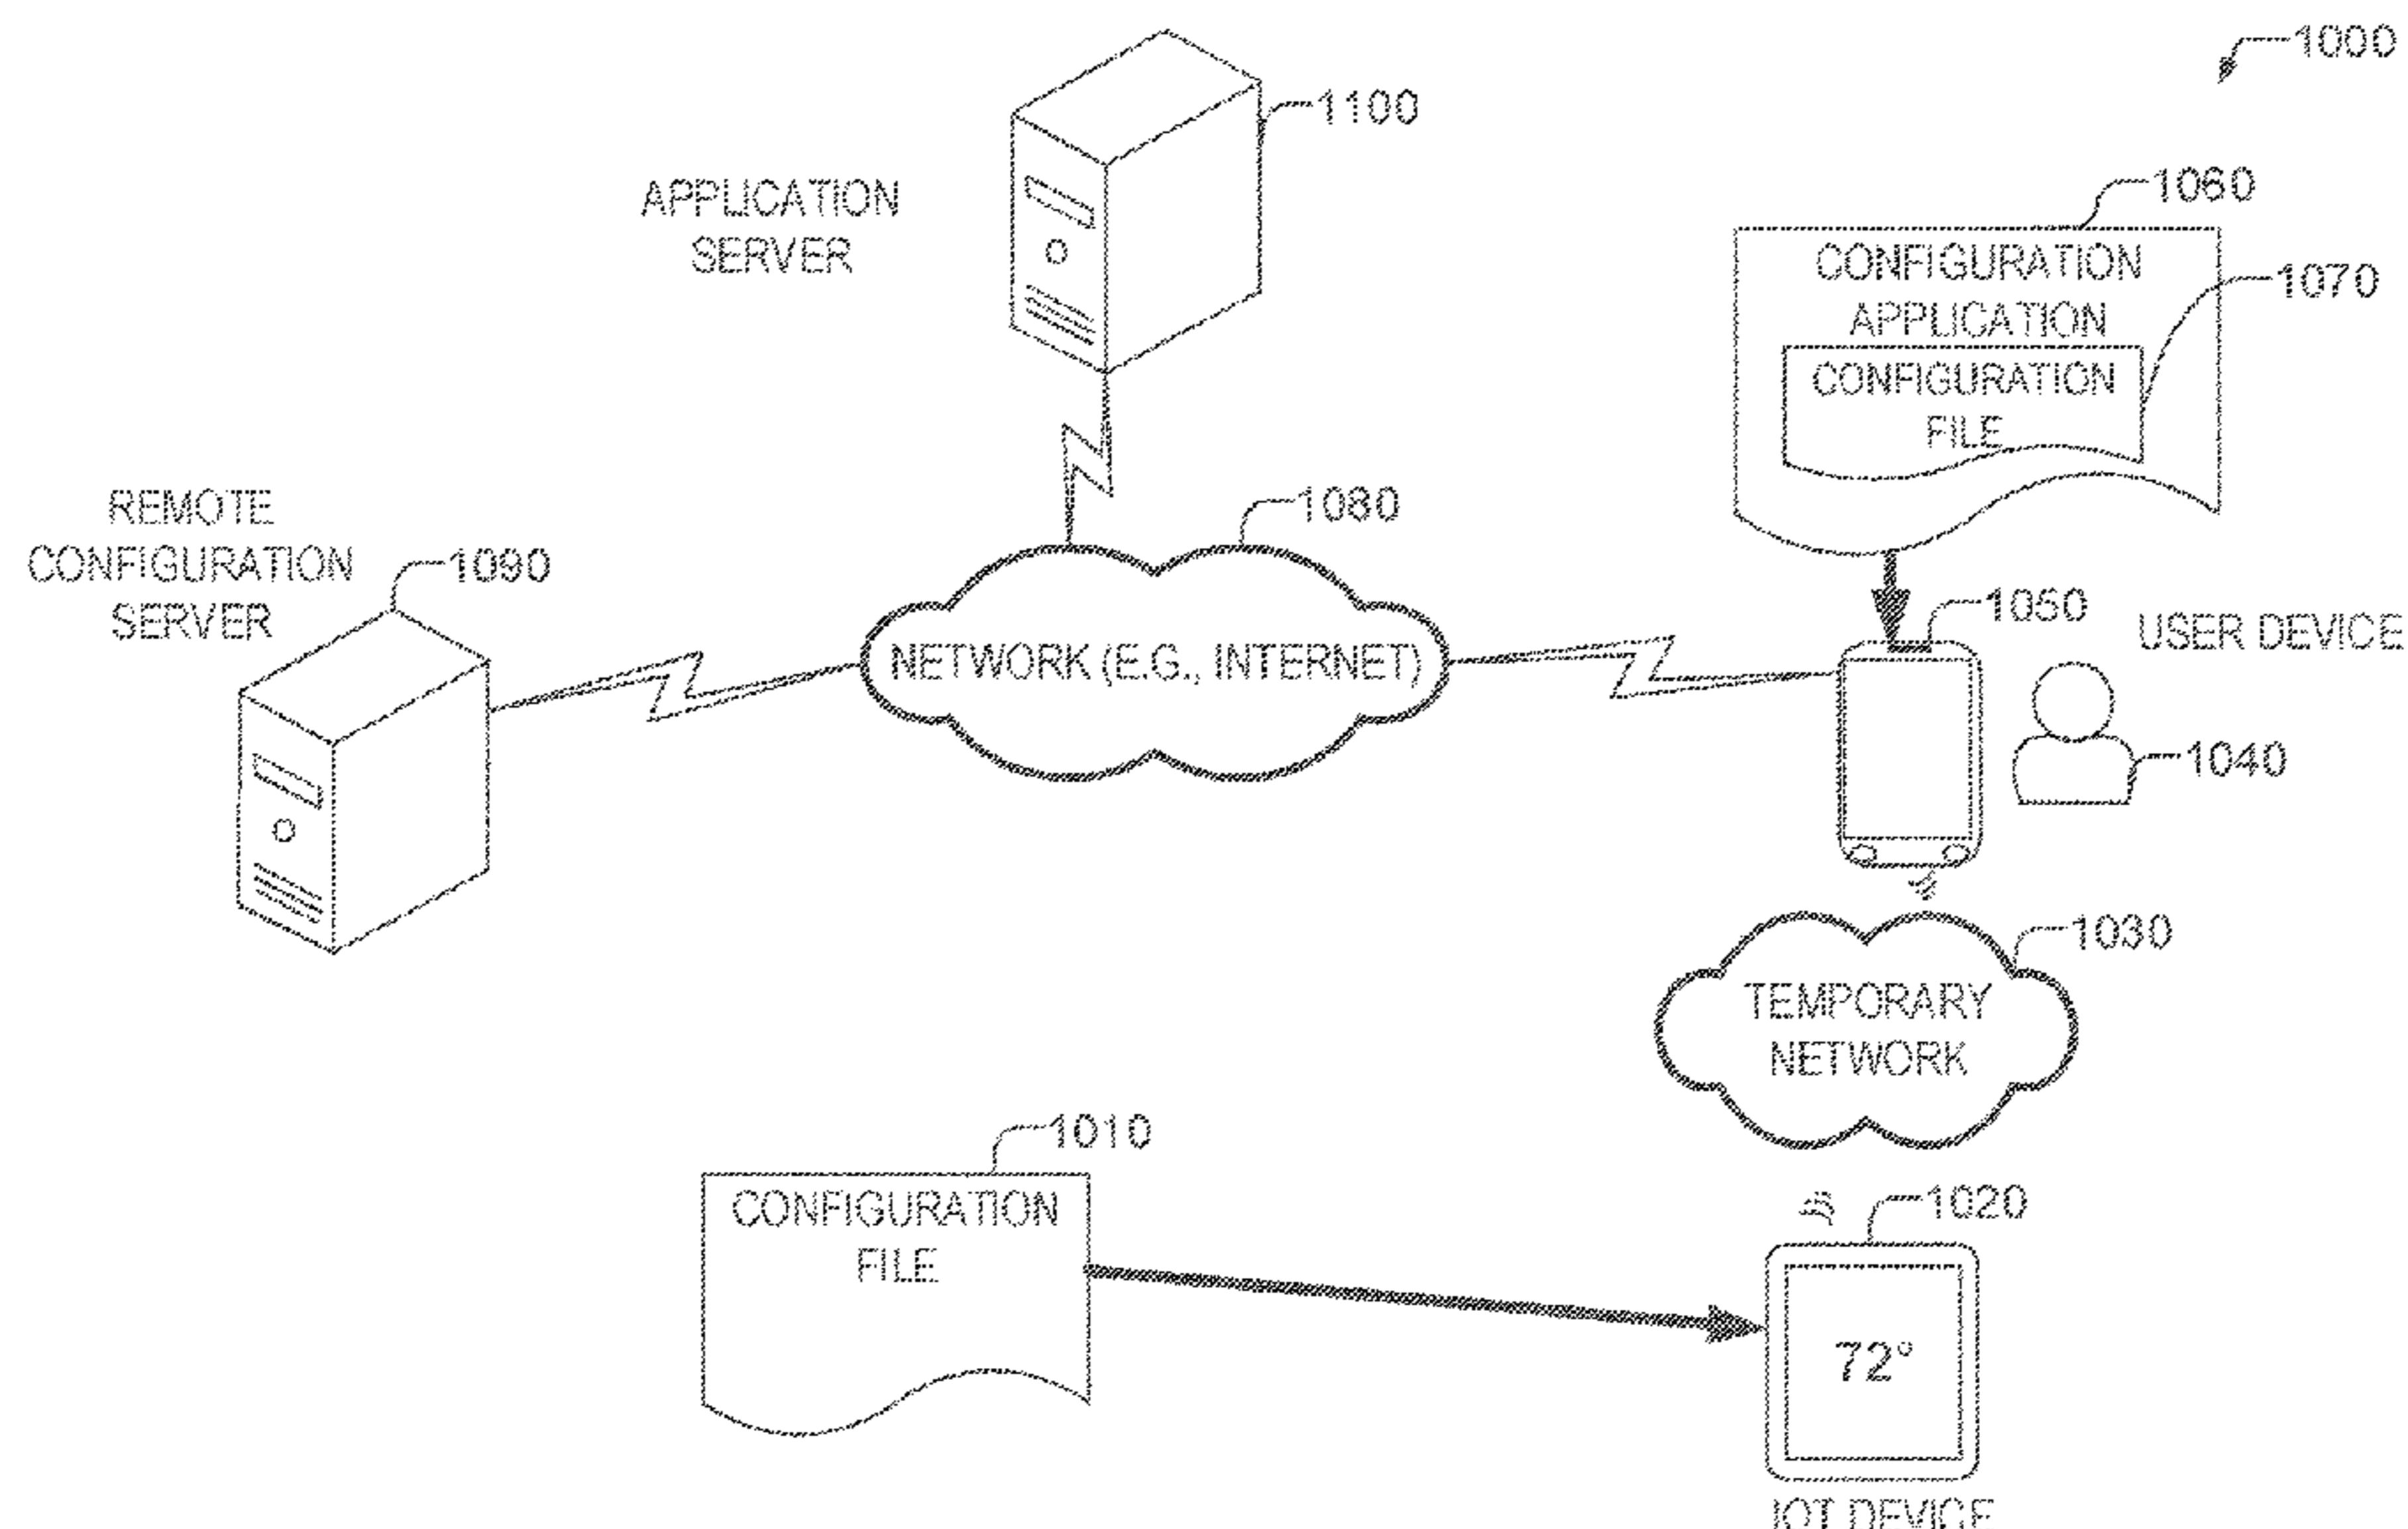 1000
1100
APPLICATION
SERVER
1060
CONFIGURATION
APPLICATION
1070
CONFIGURATION
FILE
REMOTE
CONFIGURATION
SERVER
1090
1080
NETWORK (E.G., INTERNET)
1050
USER DEVICE
1040
1030
TEMPORARY
NETWORK
1010
CONFIGURATION
FILE
1020
72°
IOT DEVICE